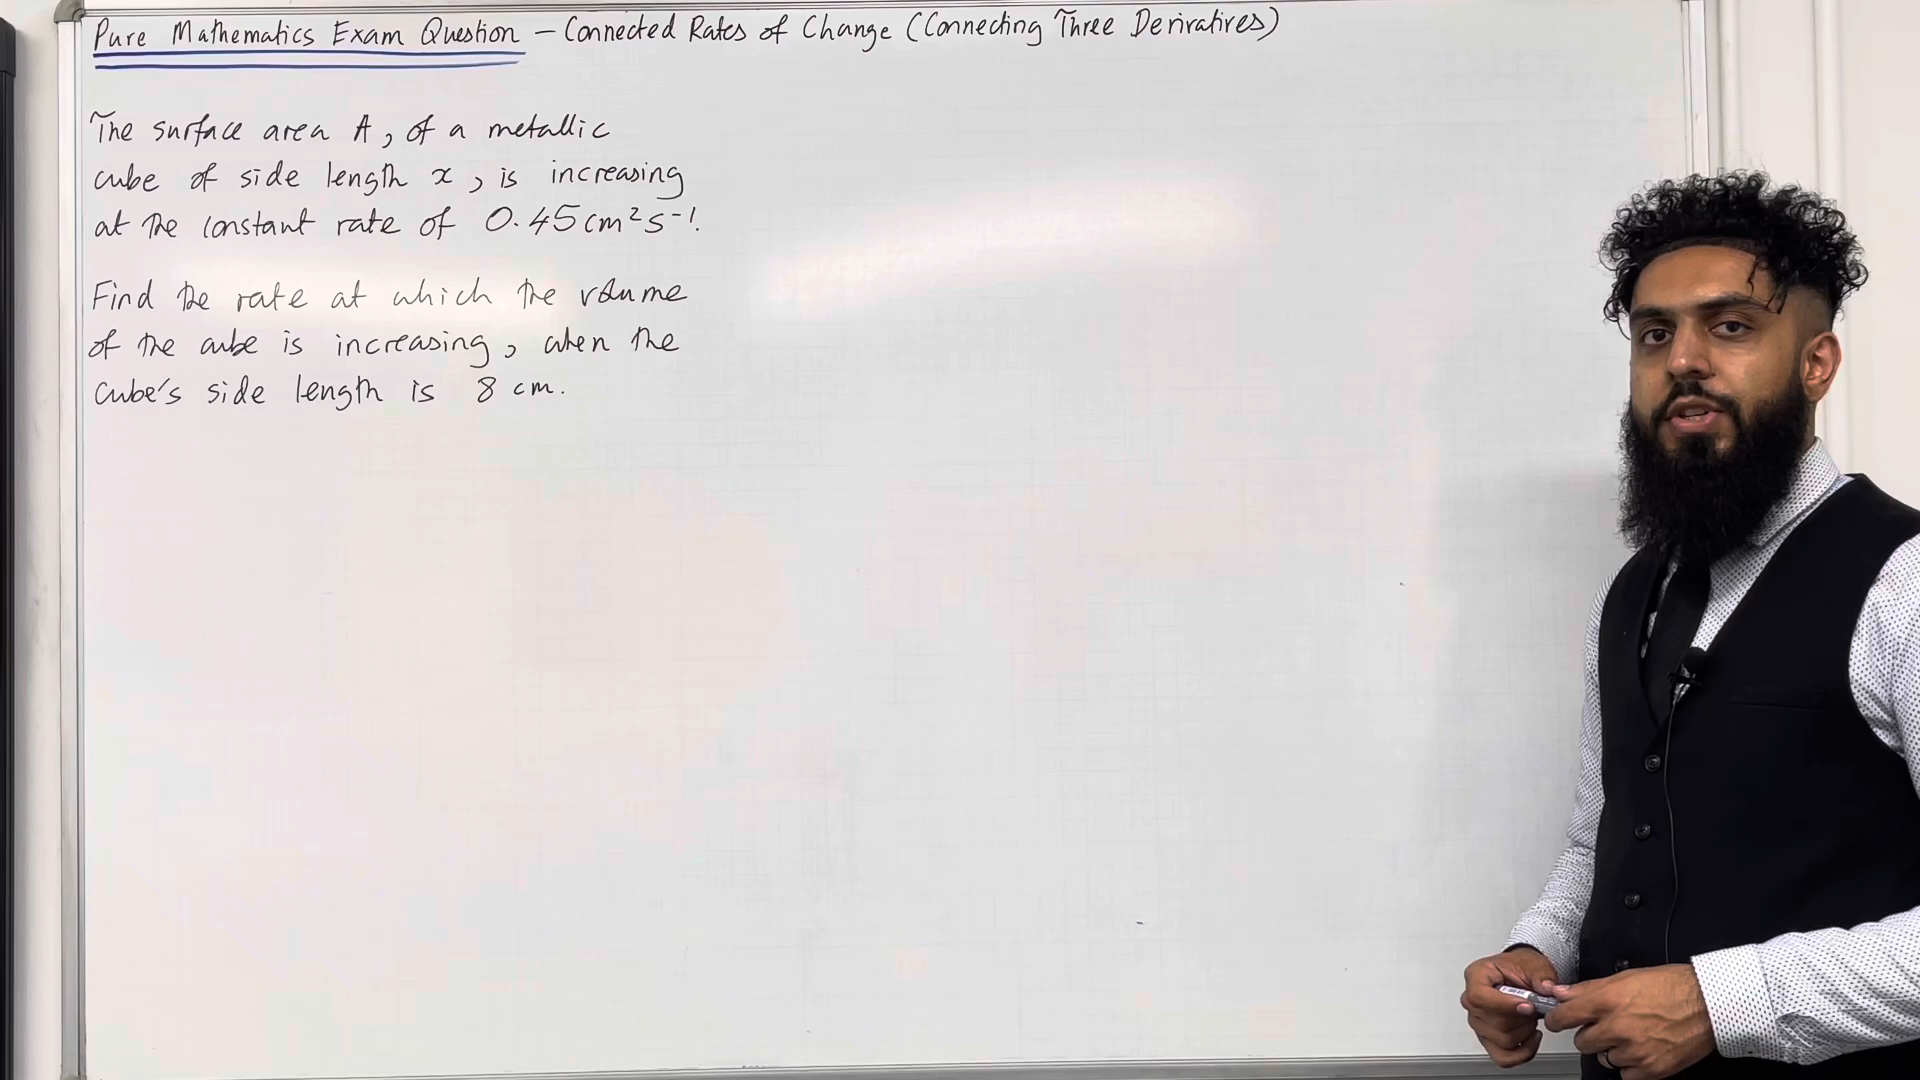 Pure Mathematics Exam Question – Connected Rates of Change (Connecting Three Derivatives)
The surface area A, of a metallic
cube of side length x, is increasing
at the constant rate of 0.45 cm²s⁻¹.
Find the rate at which the volume
of the cube is increasing, when the
cube's side length is 8 cm.